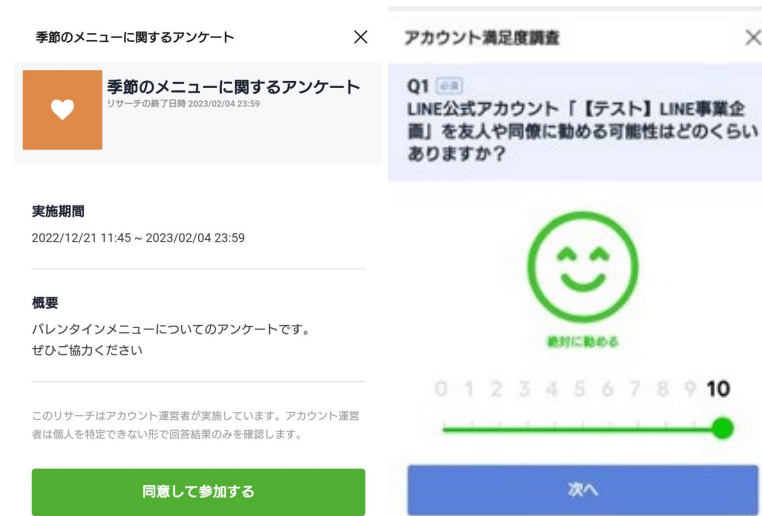 季節のメニューに関するアンケート
季節のメニューに関するアンケート
リサーチの終了日時 2023/02/04 23:59
実施期間
2022/12/21 11:45 ~ 2023/02/04 23:59
概要
バレンタインメニューについてのアンケートです。
ぜひご協力ください
このリサーチはアカウント運営者が実施しています。アカウント運営
者は個人を特定できない形で回答結果のみを確認します。
同意して参加する
アカウント満足度調査
Q1 必須
LINE公式アカウント「【テスト】LINE事業企
画」を友人や同僚に勧める可能性はどのくらい
ありますか？
絶対に勧める
0 1 2 3 4 5 6 7 8 9 10
次へ